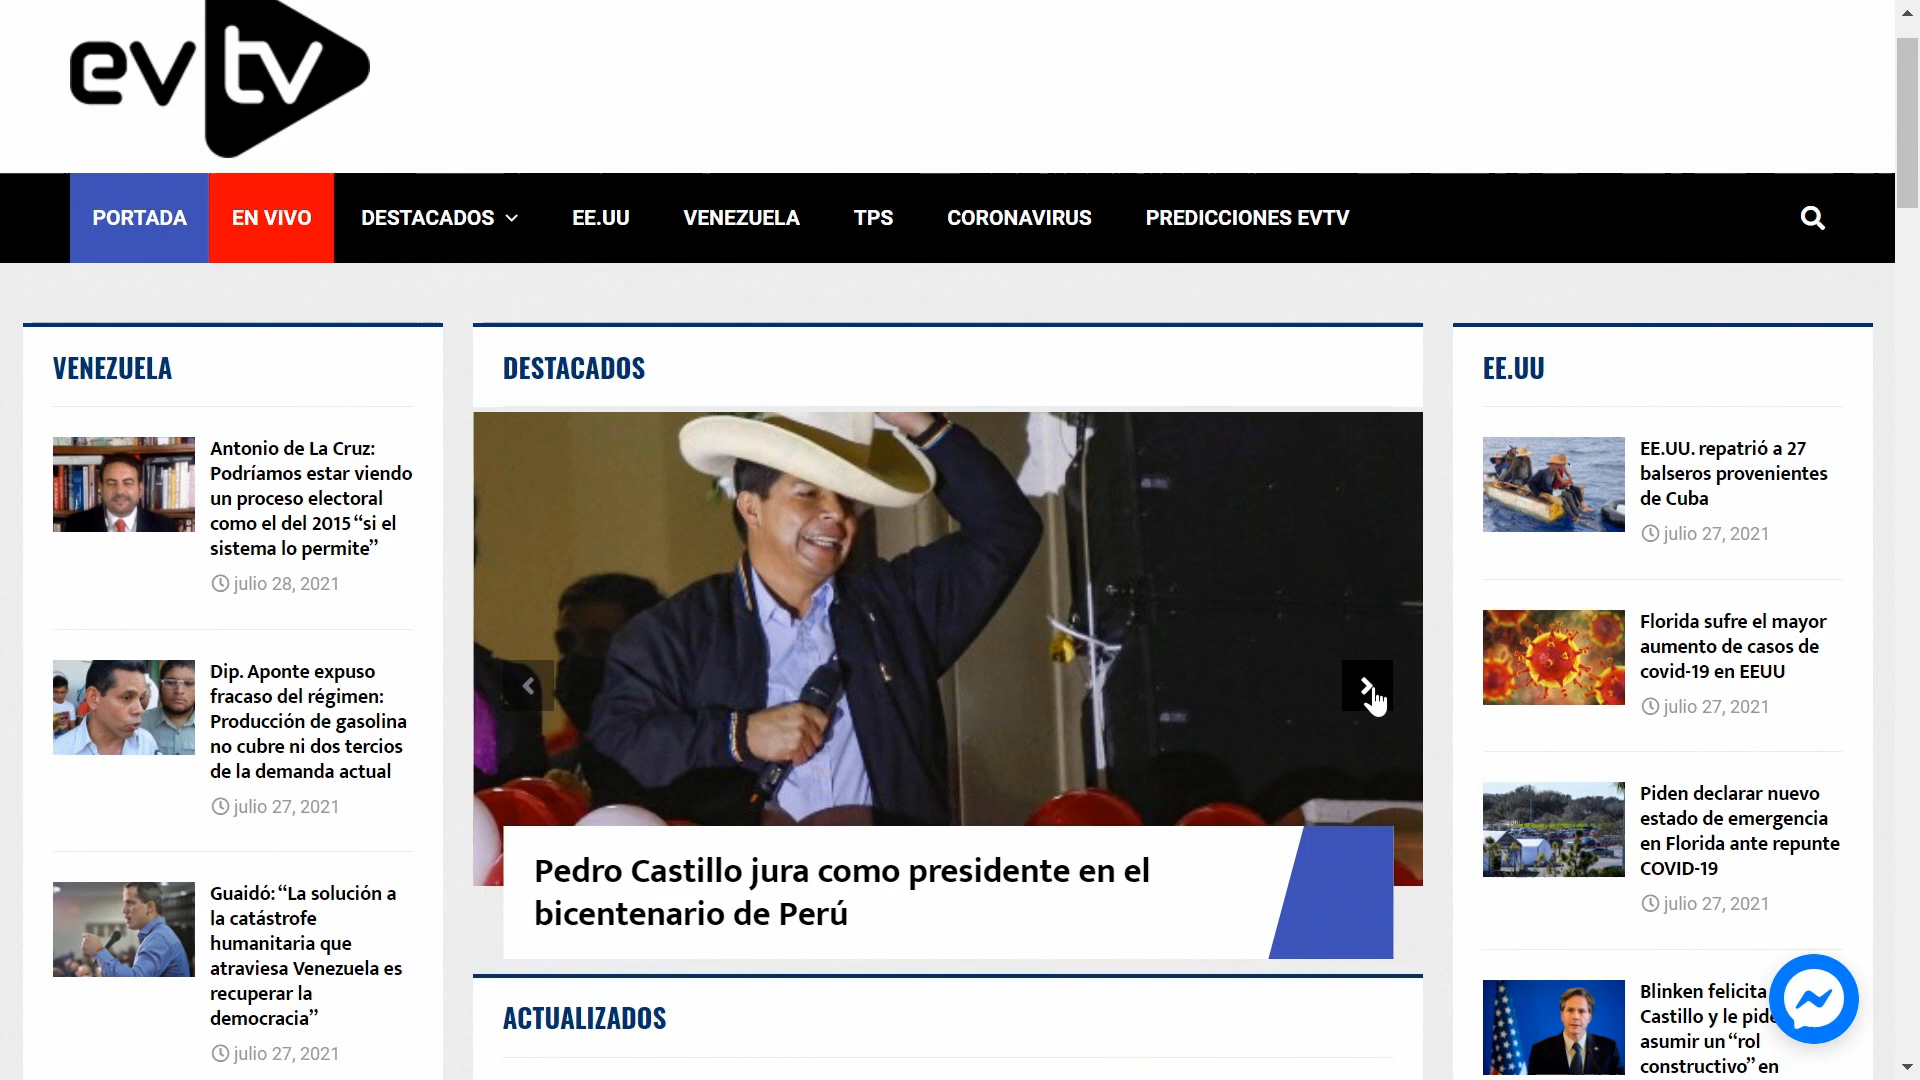 evtv
PORTADA
EN VIVO
DESTACADOS
EE.UU
VENEZUELA
TPS
CORONAVIRUS
PREDICCIONES EVTV
VENEZUELA
Antonio de La Cruz:
Podríamos estar viendo
un proceso electoral
como el del 2015 “si el
sistema lo permite”
julio 28, 2021
Dip. Aponte expuso
fracaso del régimen:
Producción de gasolina
no cubre ni dos tercios
de la demanda actual
julio 27, 2021
Guaidó: “La solución a
la catástrofe
humanitaria que
atraviesa Venezuela es
recuperar la
democracia”
julio 27, 2021
DESTACADOS
Pedro Castillo jura como presidente en el
bicentenario de Perú
ACTUALIZADOS
EE.UU
EE.UU. repatrió a 27
balseros provenientes
de Cuba
julio 27, 2021
Florida sufre el mayor
aumento de casos de
covid-19 en EEUU
julio 27, 2021
Piden declarar nuevo
estado de emergencia
en Florida ante repunte
COVID-19
julio 27, 2021
Blinken felicita
Castillo y le pide
asumir un “rol
constructivo” en